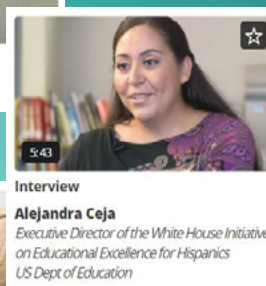 5:43
Interview
Alejandra Ceja
Executive Director of the White House Initiative
on Educational Excellence for Hispanics
US Dept of Education